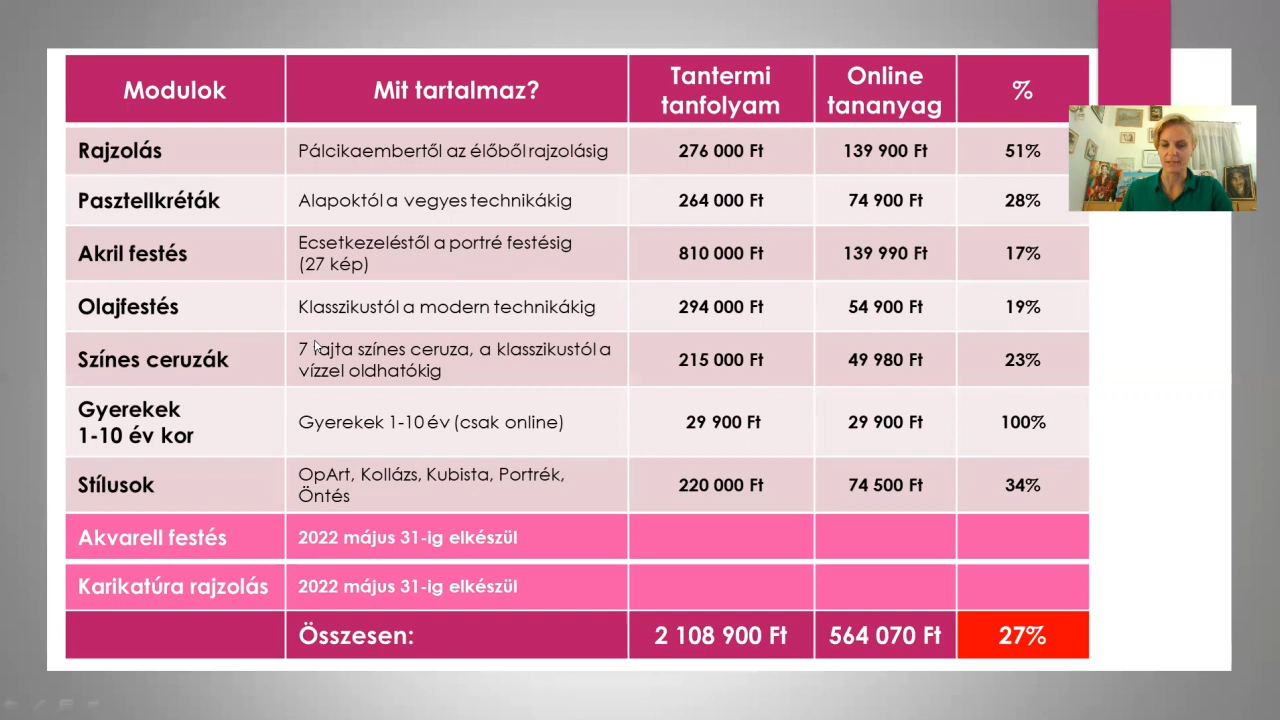 Modulok Mit tartalmaz? Tantermi tanfolyam Online tananyag %
Rajzolás Pálcikaembertől az élőből rajzolásig 276 000 Ft 139 900 Ft 51%
Pasztellkréták Alapoktól a vegyes technikákig 264 000 Ft 74 900 Ft 28%
Akril festés Ecsetkezeléstől a portré festésig (27 kép) 810 000 Ft 139 990 Ft 17%
Olajfestés Klasszikustól a modern technikákig 294 000 Ft 54 900 Ft 19%
Színes ceruzák 7 fajta színes ceruza, a klasszikustól a vízzel oldhatókig 215 000 Ft 49 980 Ft 23%
Gyerekek 1-10 év kor Gyerekek 1-10 év (csak online) 29 900 Ft 29 900 Ft 100%
Stílusok OpArt, Kollázs, Kubista, Portrék, Öntés 220 000 Ft 74 500 Ft 34%
Akvarell festés 2022 május 31-ig elkészül
Karikatúra rajzolás 2022 május 31-ig elkészül
Összesen: 2 108 900 Ft 564 070 Ft 27%